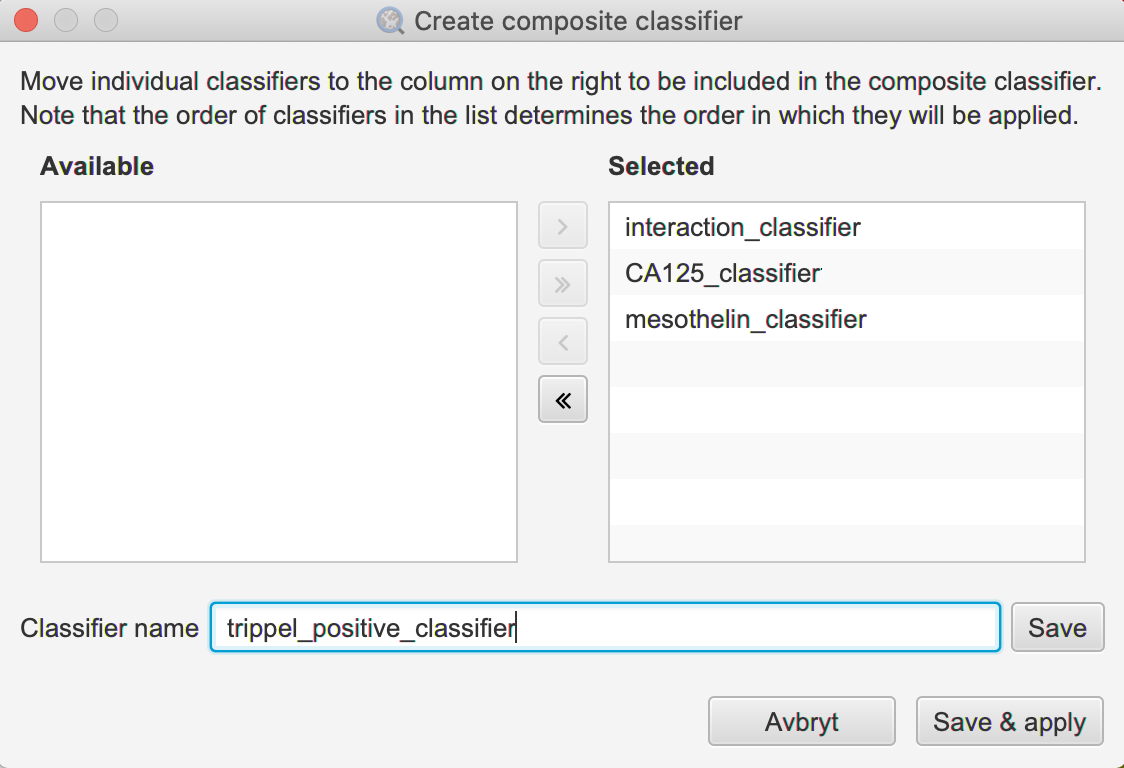 Create composite classifier
Move individual classifiers to the column on the right to be included in the composite classifier.
Note that the order of classifiers in the list determines the order in which they will be applied.
Available
Selected
interaction_classifier
CA125_classifier
mesothelin_classifier
Classifier name trippel_positive_classifier Save
Avbryt Save & apply